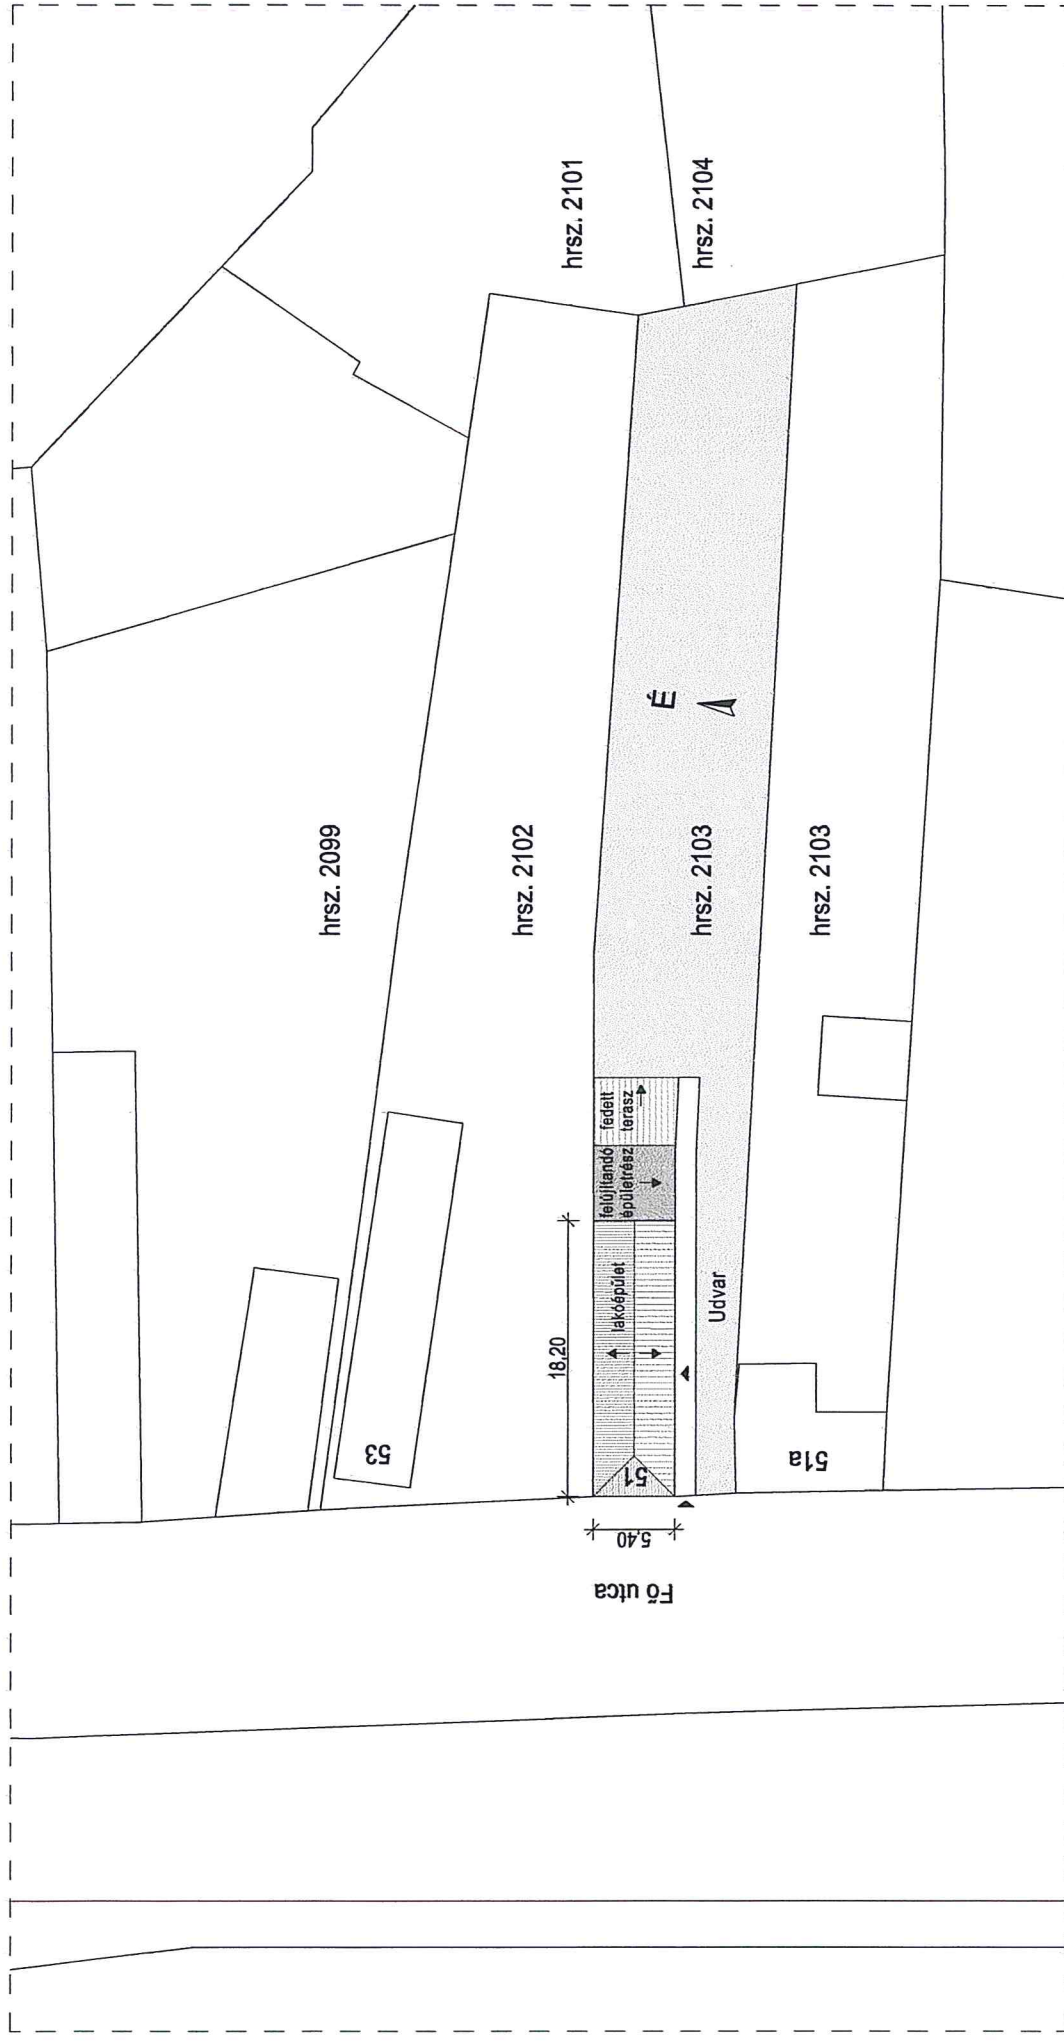 hrsz. 2101
hrsz. 2104
É
hrsz. 2099
hrsz. 2102
hrsz. 2103
hrsz. 2103
fedett
terasz
felújítandó
épületrész
lakóépület
Udvar
18,20
53
51
51a
5,40
Fő utca